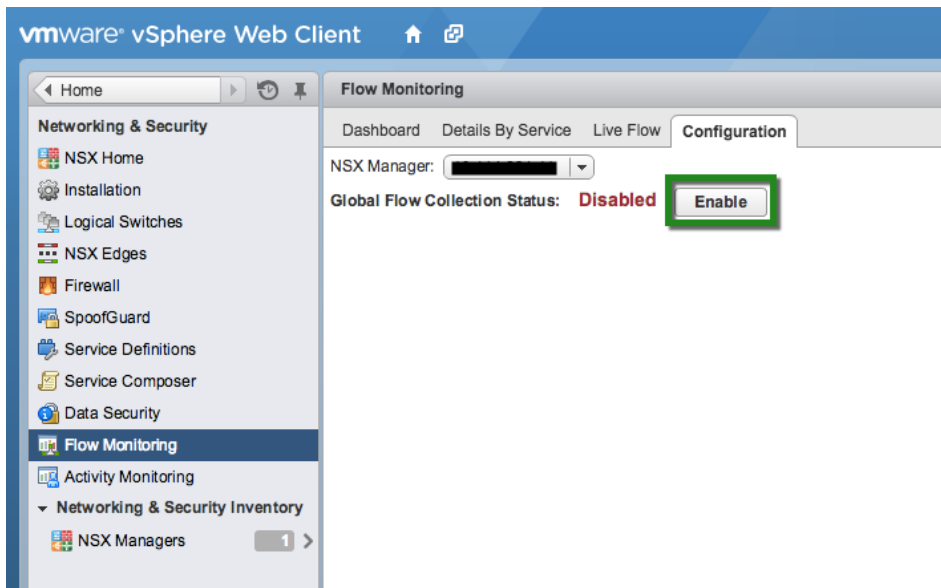 vmware® vSphere Web Client
Home
Networking & Security
NSX Home
Installation
Logical Switches
NSX Edges
Firewall
SpoofGuard
Service Definitions
Service Composer
Data Security
Flow Monitoring
Activity Monitoring
Networking & Security Inventory
NSX Managers 1
Flow Monitoring
Dashboard Details By Service Live Flow Configuration
NSX Manager:
Global Flow Collection Status: Disabled Enable